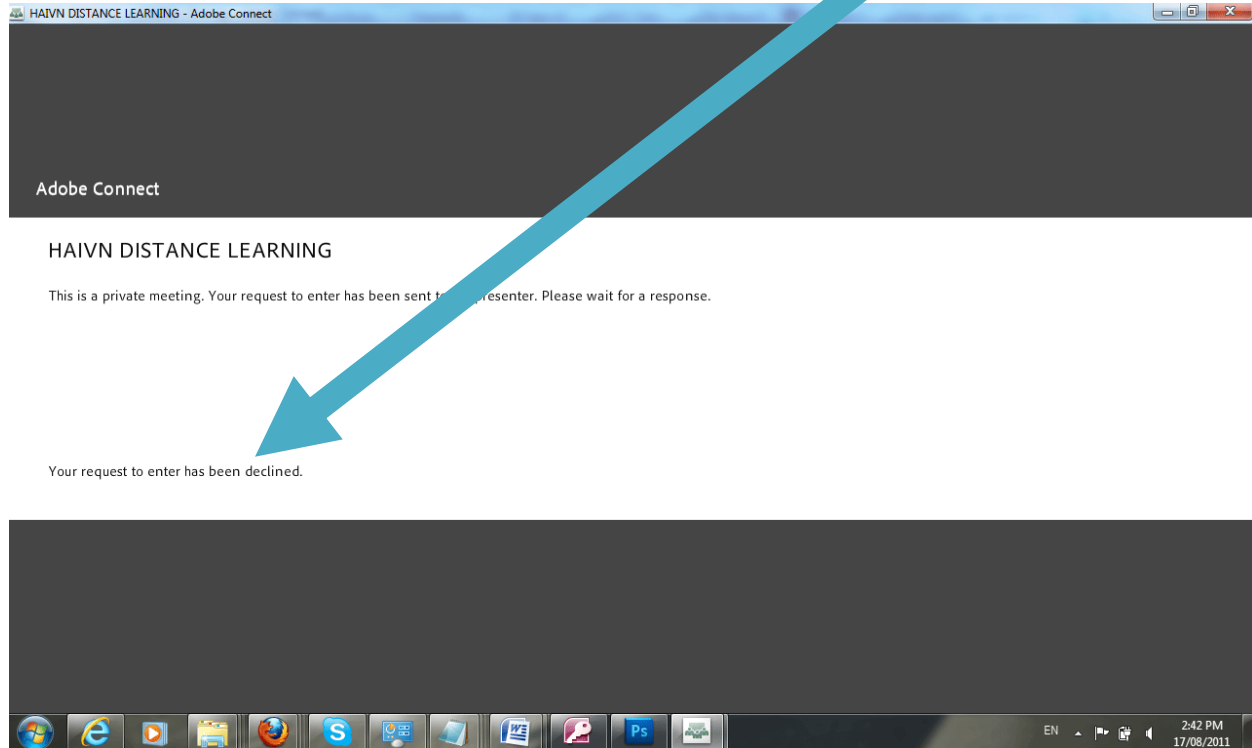 HAIVN DISTANCE LEARNING - Adobe Connect
Adobe Connect
HAIVN DISTANCE LEARNING
This is a private meeting. Your request to enter has been sent t presenter. Please wait for a response.
Your request to enter has been declined.
S
W
Ps
EN
2:42 PM
17/08/2011